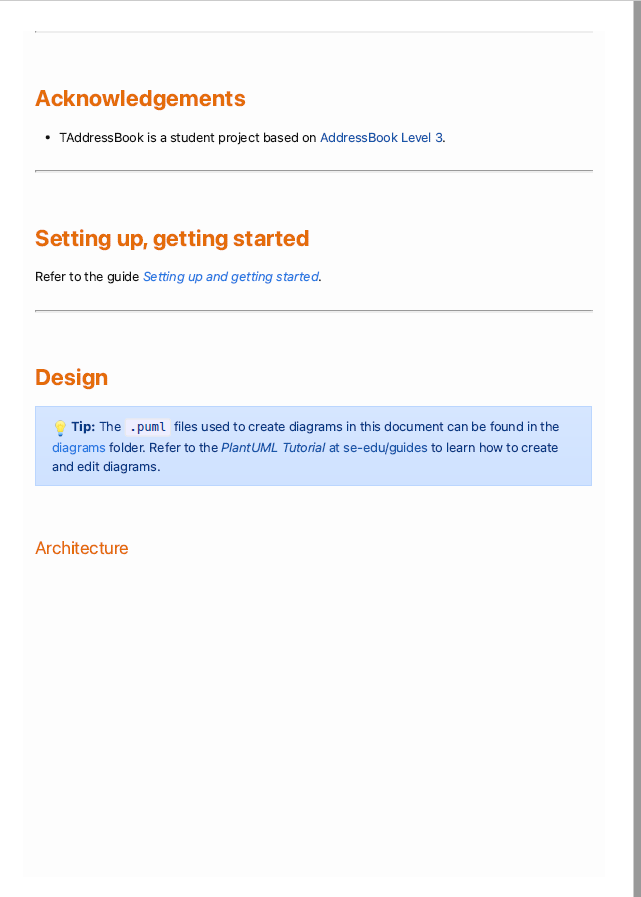 Acknowledgements
• TAddressBook is a student project based on AddressBook Level 3.
Setting up, getting started
Refer to the guide Setting up and getting started.
Design
💡 Tip: The .puml files used to create diagrams in this document can be found in the
diagrams folder. Refer to the PlantUML Tutorial at se-edu/guides to learn how to create
and edit diagrams.
Architecture